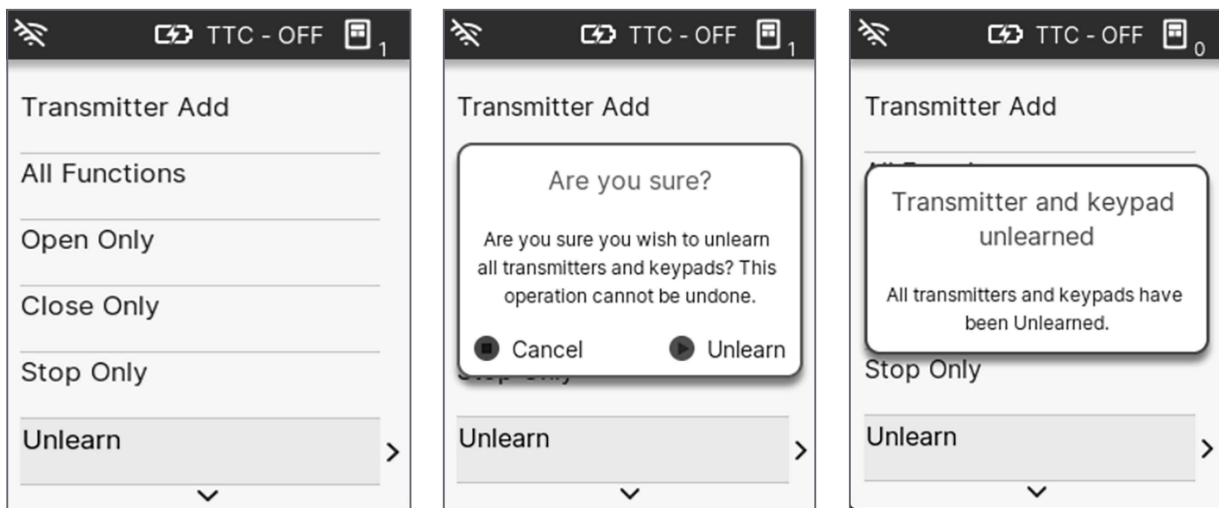 TTC - OFF 1
Transmitter Add
All Functions
Open Only
Close Only
Stop Only
Unlearn
TTC - OFF 1
Transmitter Add
Are you sure?
Are you sure you wish to unlearn
all transmitters and keypads? This
operation cannot be undone.
Cancel Unlearn
Stop Only
Unlearn
TTC - OFF 0
Transmitter Add
Transmitter and keypad
unlearned
All transmitters and keypads have
been Unlearned.
Stop Only
Unlearn